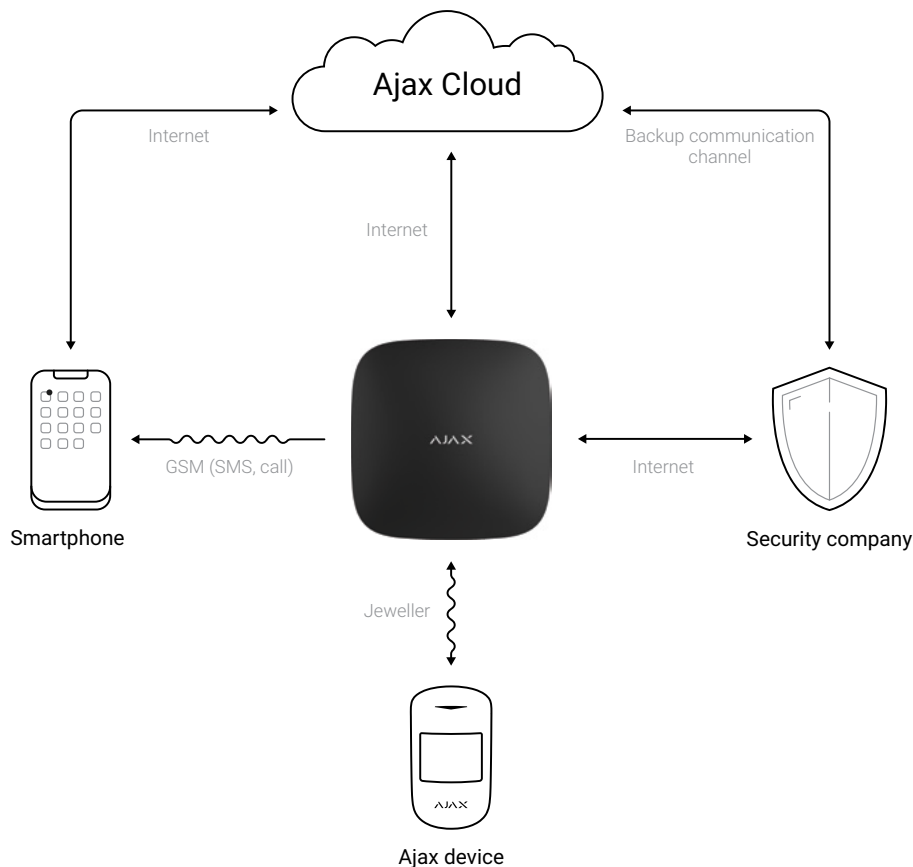 Ajax Cloud
Internet
Backup communication
channel
Internet
AJAX
GSM (SMS, call)
Internet
Smartphone
Security company
Jeweller
AJAX
Ajax device